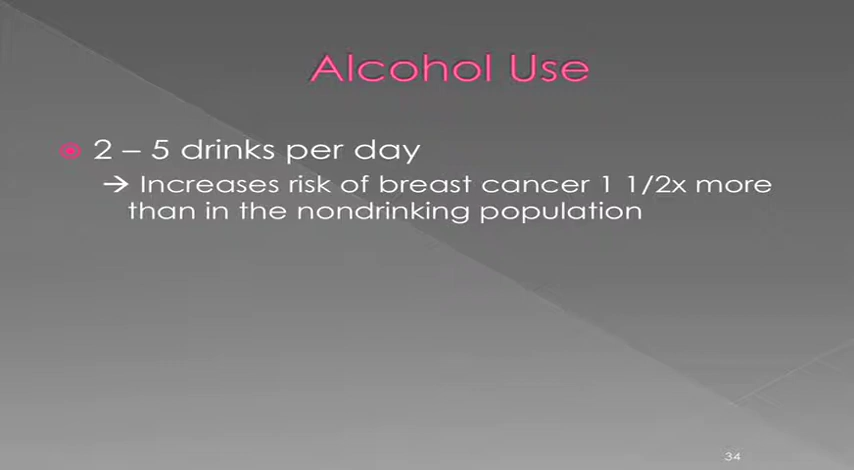 Alcohol Use
2 – 5 drinks per day
→ Increases risk of breast cancer 1 1/2x more
than in the nondrinking population
34